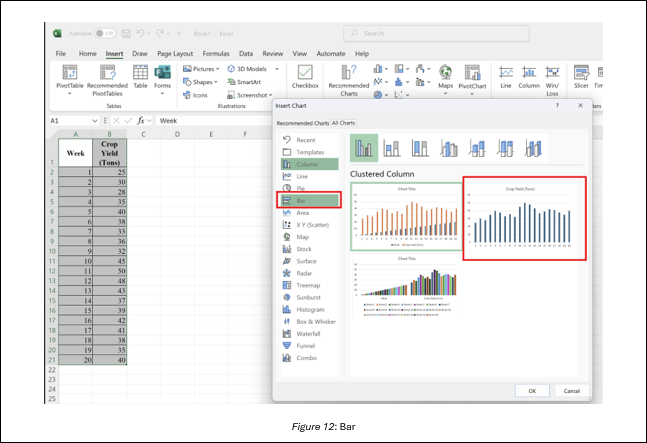 AutoSave Off Book1 - Excel Search
File Home Insert Draw Page Layout Formulas Data Review View Automate Help
PivotTable Recommended PivotTables Table Forms
Pictures Shapes Icons 3D Models SmartArt Screenshot
Checkbox Recommended Charts Maps PivotChart Line Column Win/Loss Slicer
Tables Illustrations
A1 fx Week
A B C D E F
Week Crop Yield (Tons)
1
2 1 25
3 2 30
4 3 28
5 4 35
6 5 40
7 6 38
8 7 33
9 8 36
10 9 32
11 10 45
12 11 50
13 12 48
14 13 43
15 14 37
16 15 39
17 16 42
18 17 41
19 18 38
20 19 35
21 20 40
22
23
24
25
Insert Chart ? ×
Recommended Charts All Charts
Recent
Templates
Column
Line
Pie
Bar
Area
X Y (Scatter)
Map
Stock
Surface
Radar
Treemap
Sunburst
Histogram
Box & Whisker
Waterfall
Funnel
Combo
Clustered Column
Chart Title
Crop Yield (Tons)
Chart Title
OK Cancel
Figure 12: Bar